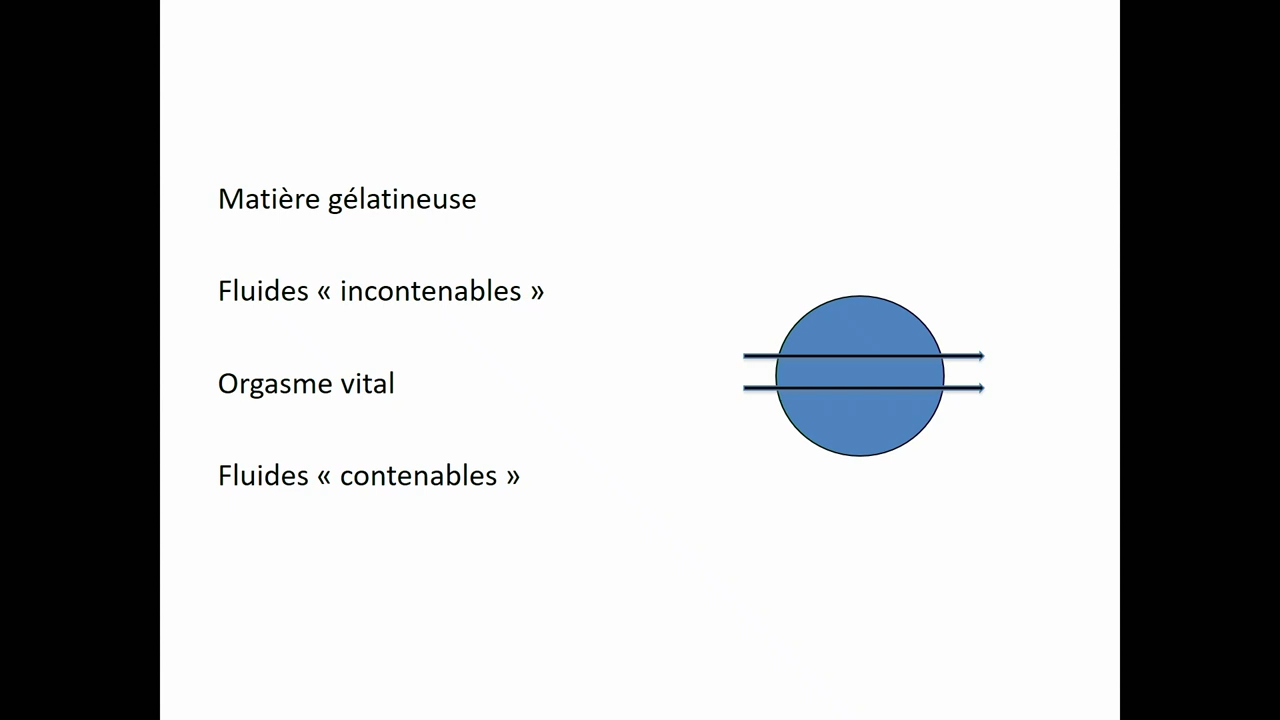 Matière gélatineuse
Fluides « incontenables »
Orgasme vital
Fluides « contenables »